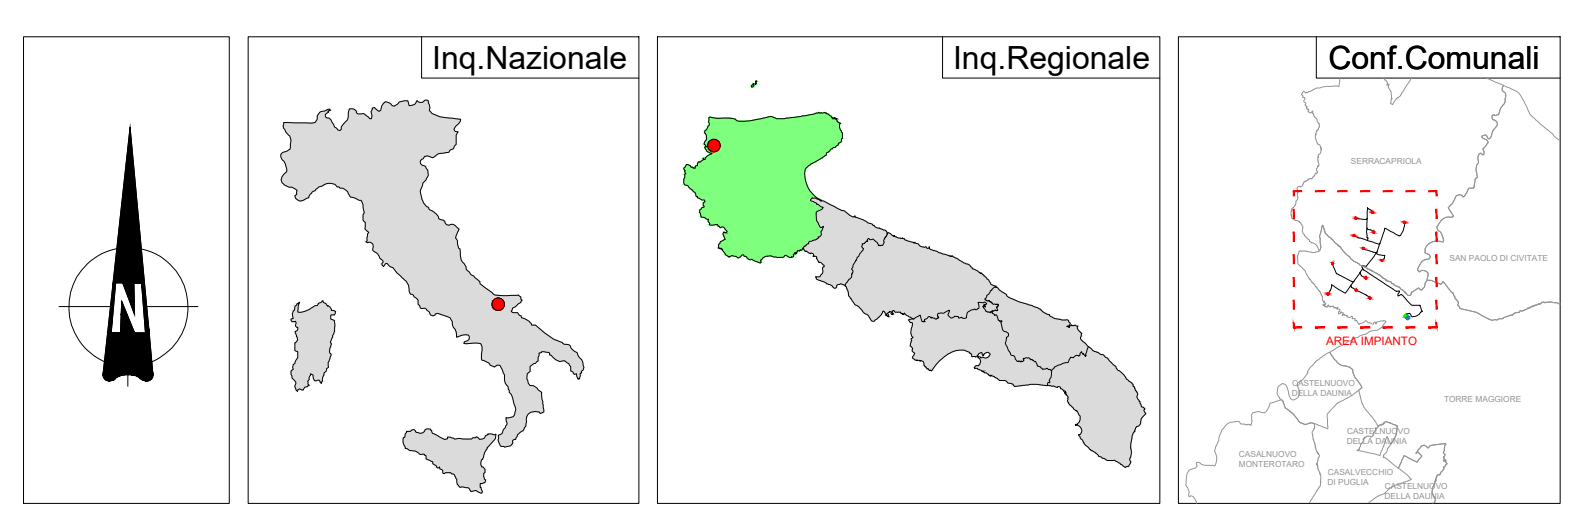 N
Inq.Nazionale
Inq.Regionale
Conf.Comunali
SERRACAPRIOLA
SAN PAOLO DI CIVITATE
AREA IMPIANTO
CASTELNUOVO
DELLA DAUNIA
TORRE MAGGIORE
CASTELNUOVO
DELLA DAUNIA
CASALNUOVO
MONTEROTARO
CASALVECCHIO
DI PUGLIA
CASTELNUOVO
DELLA DAUNIA